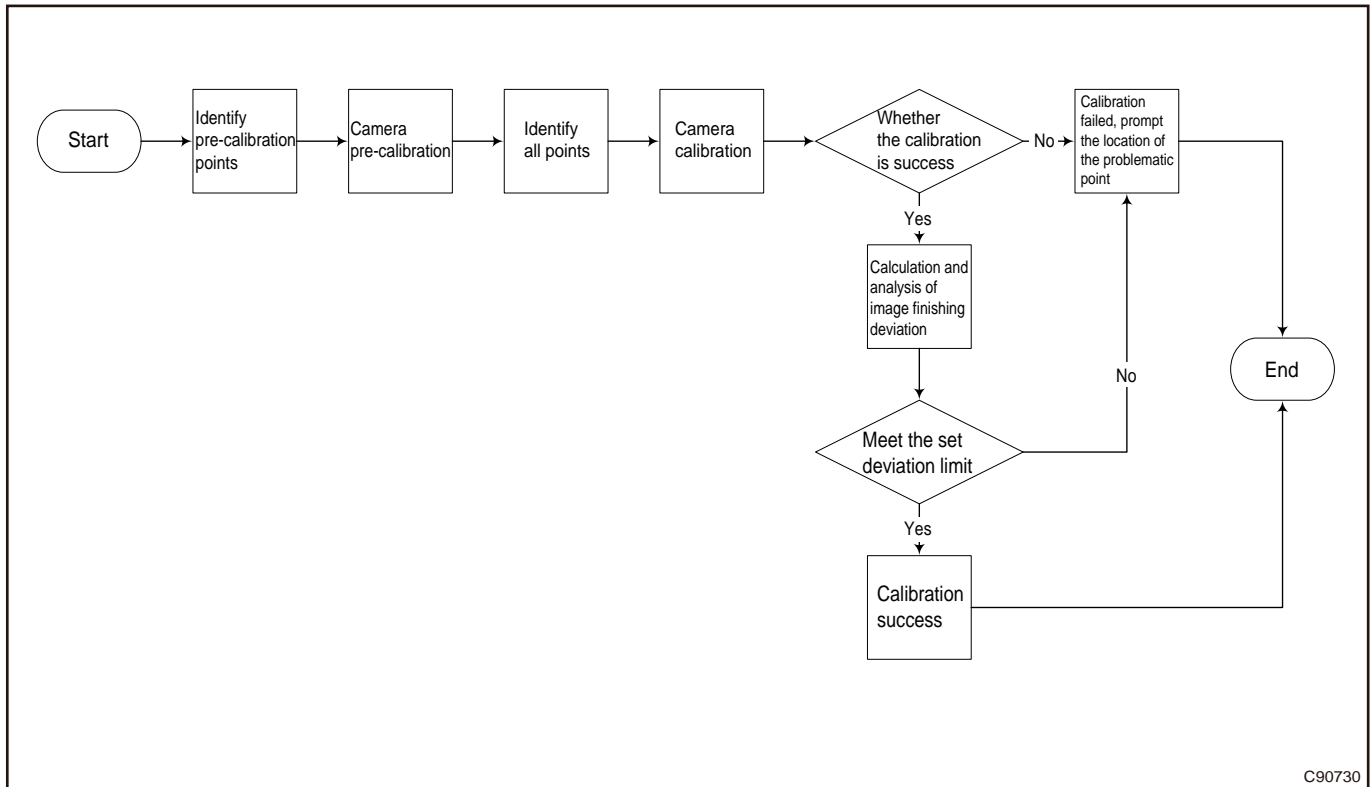 Start
Identify
pre-calibration
points
Camera
pre-calibration
Identify
all points
Camera
calibration
Whether
the calibration
is success
No
Calibration
failed, prompt
the location of
the problematic
point
Yes
Calculation and
analysis of
image finishing
deviation
No
End
Meet the set
deviation limit
Yes
Calibration
success
C90730